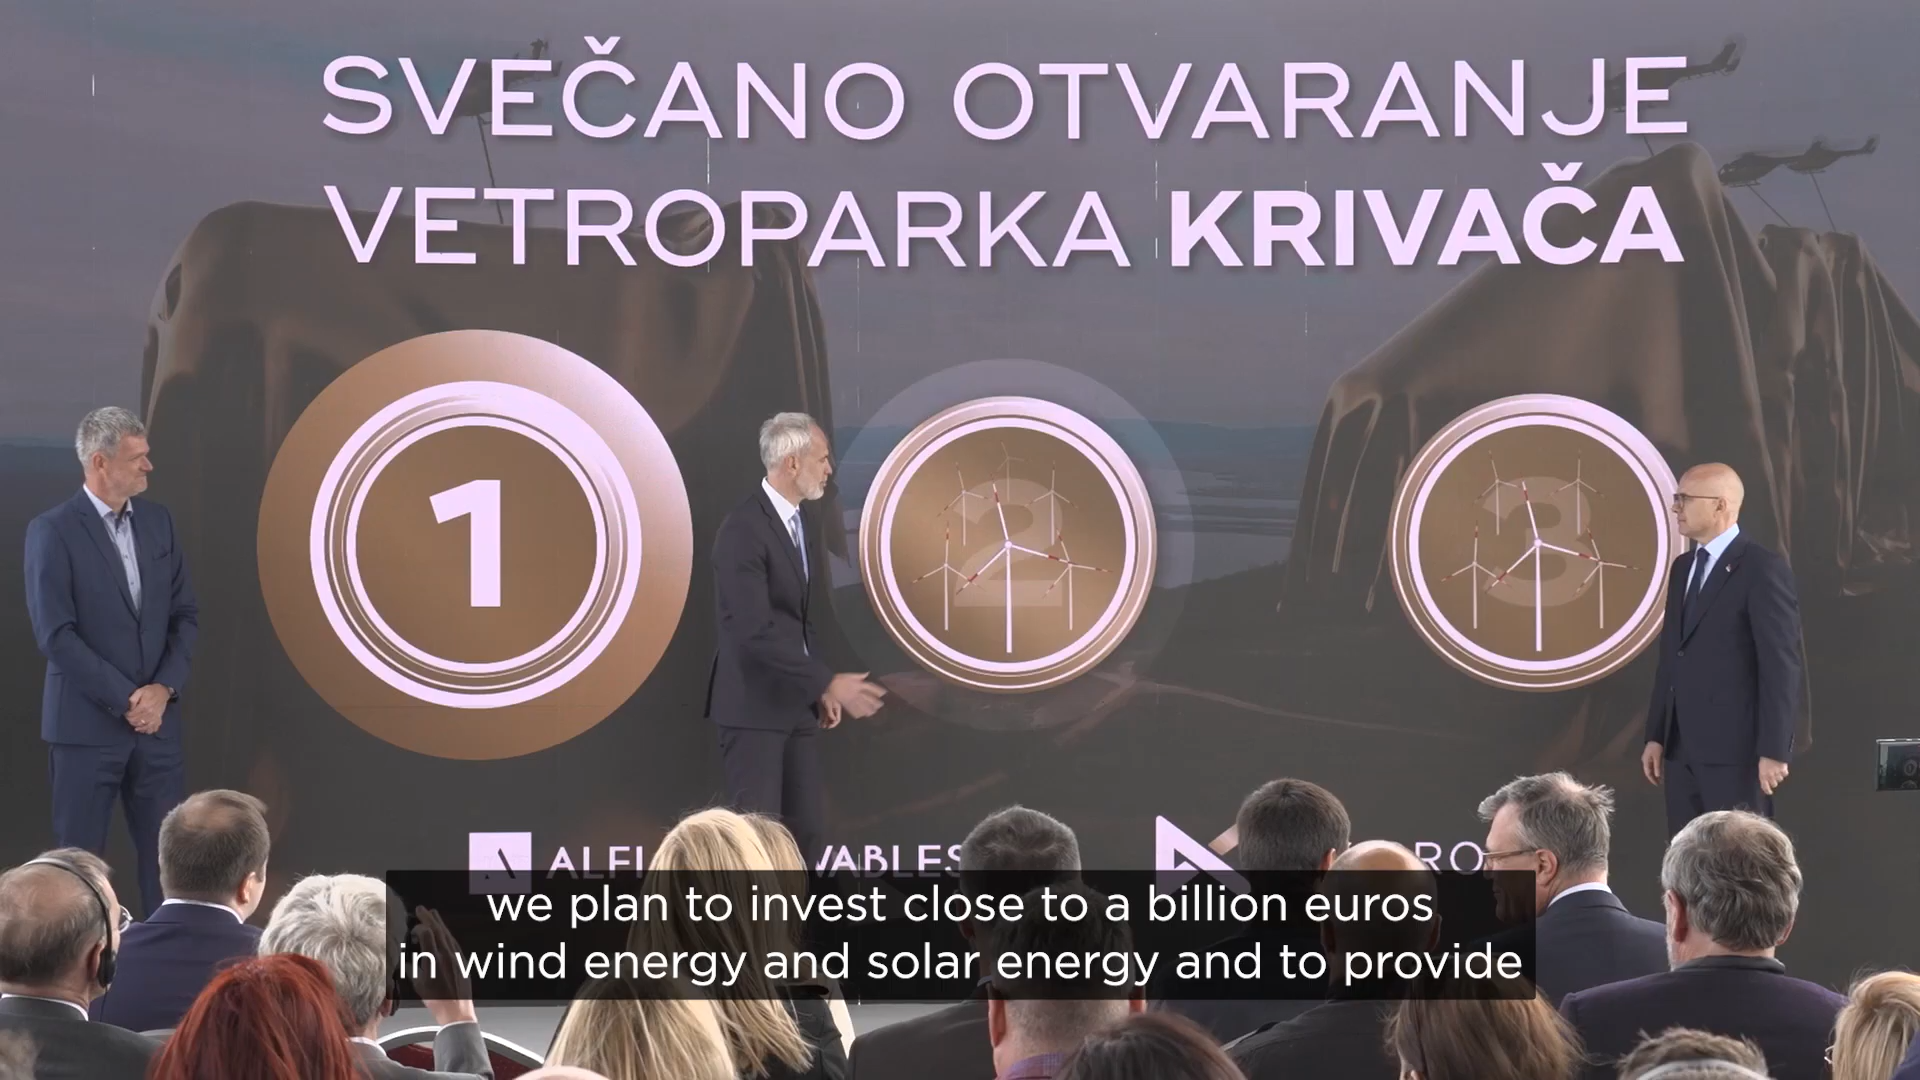 SVEČANO OTVARANJE
VETROPARKA KRIVAČA
1
2
3
we plan to invest close to a billion euros
in wind energy and solar energy and to provide